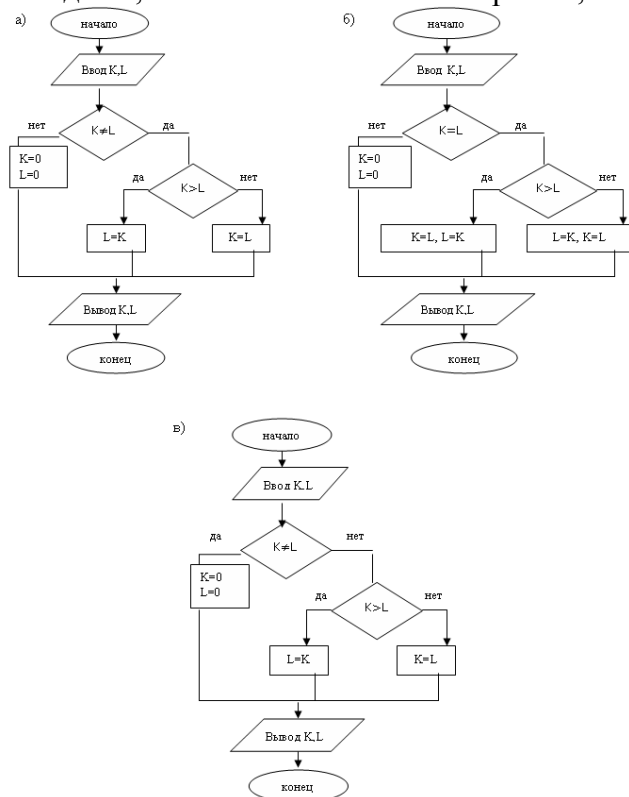 а)
начало
Ввод K,L
K≠L
нет
да
K=0
L=0
K>L
да
нет
L=K
K=L
Вывод K,L
конец
б)
начало
Ввод K,L
K=L
нет
да
K=0
L=0
K>L
да
нет
K=L, L=K
L=K, K=L
Вывод K,L
конец
в)
начало
Ввод K,L
K≠L
да
нет
K=0
L=0
K>L
да
нет
L=K
K=L
Вывод K,L
конец